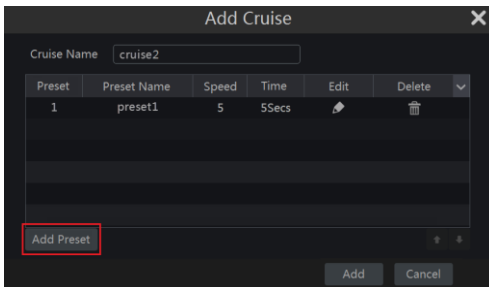 Add Cruise
Cruise Name cruise2
Preset Preset Name Speed Time Edit Delete
1 preset1 5 5Secs
Add Preset
Add Cancel